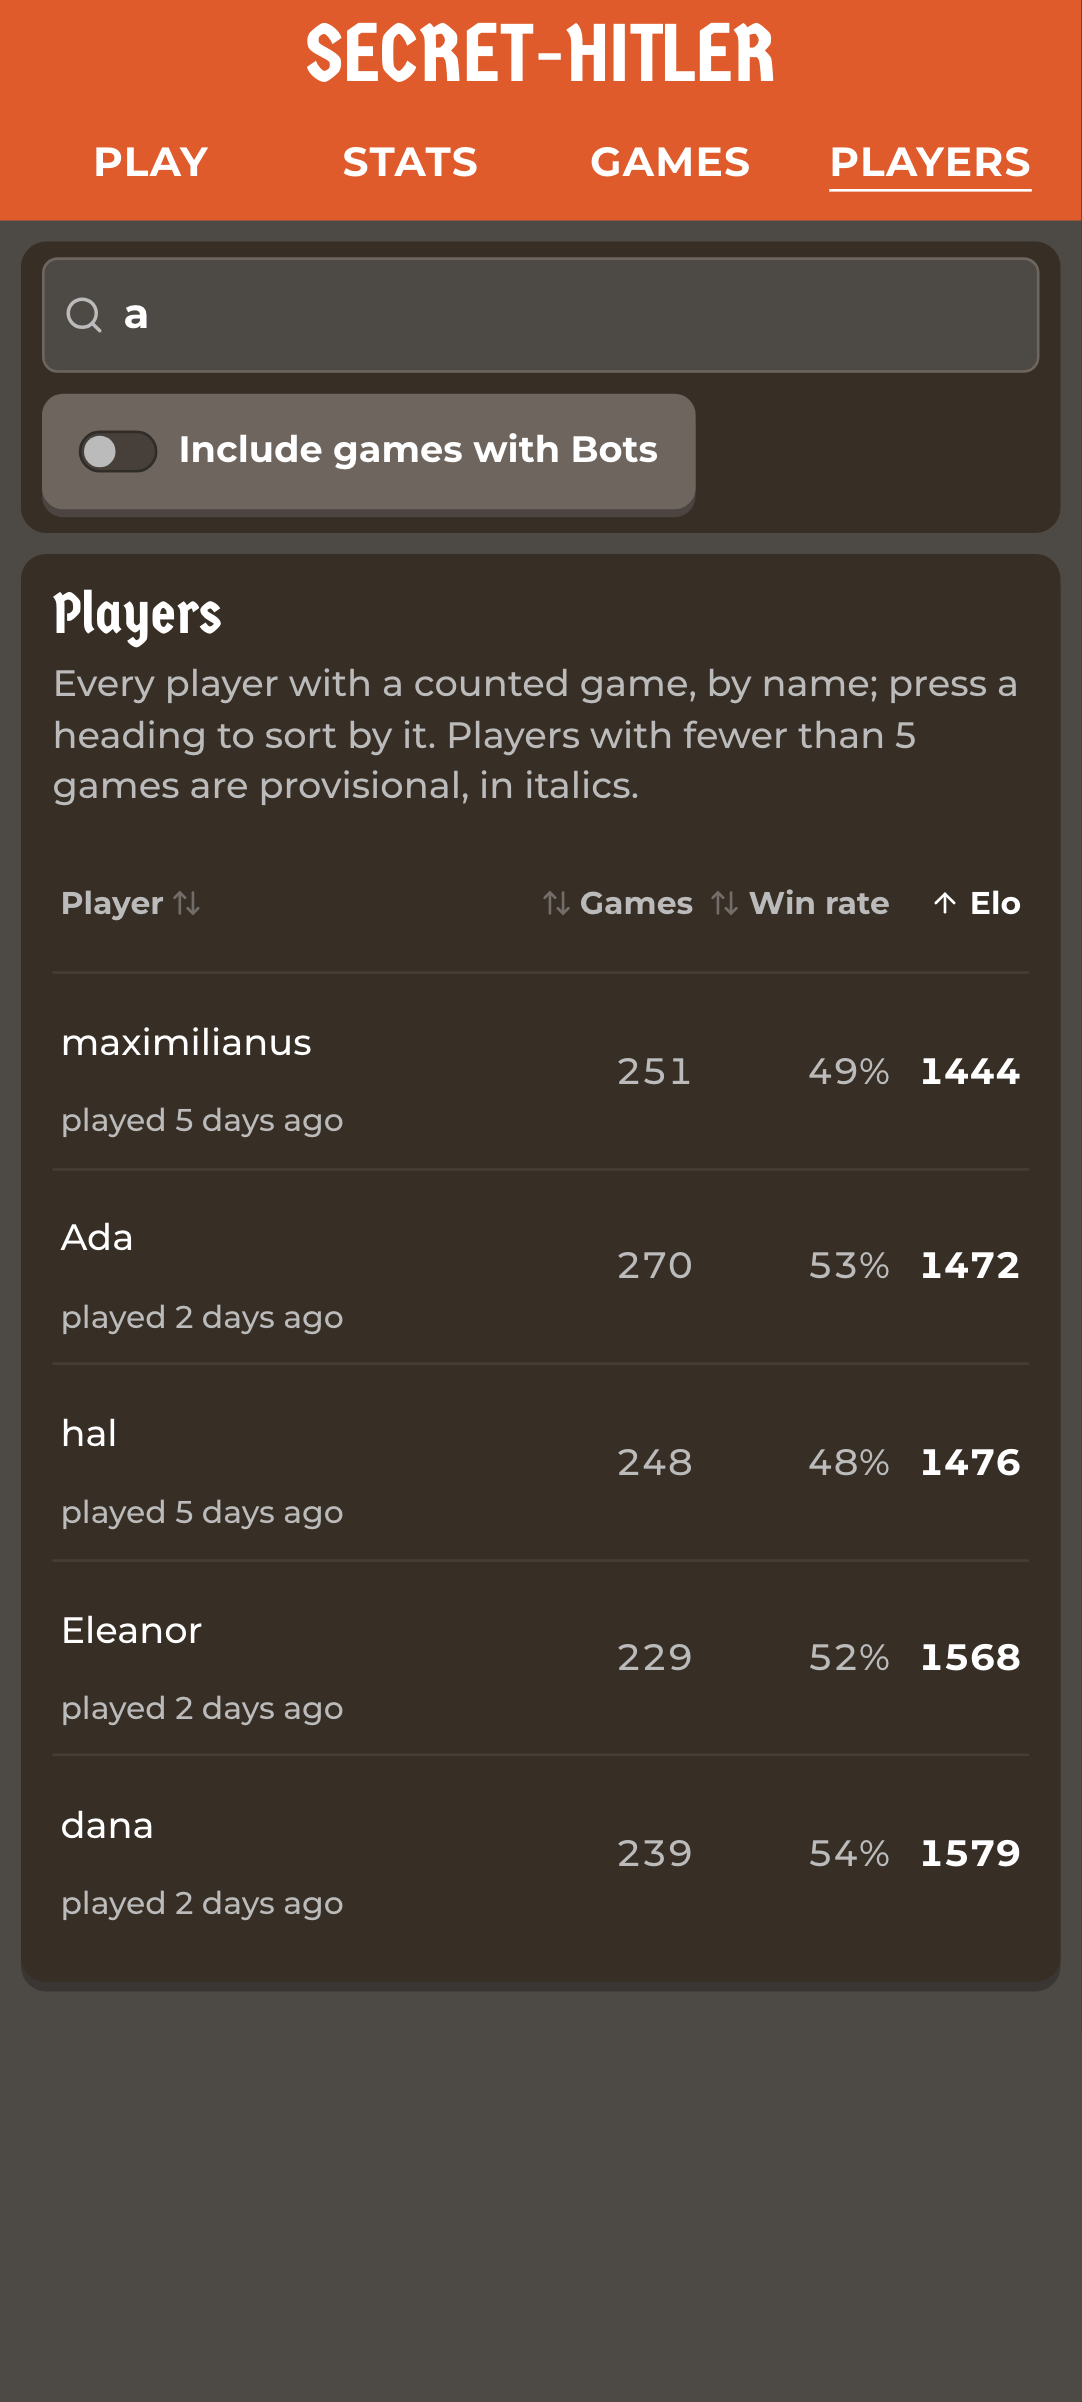 SECRET-HITLER
PLAY STATS GAMES PLAYERS
a
Include games with Bots
Players
Every player with a counted game, by name; press a
heading to sort by it. Players with fewer than 5
games are provisional, in italics.
Player Games Win rate Elo
maximilianus
251 49% 1444
played 5 days ago
Ada
270 53% 1472
played 2 days ago
hal
248 48% 1476
played 5 days ago
Eleanor
229 52% 1568
played 2 days ago
dana
239 54% 1579
played 2 days ago